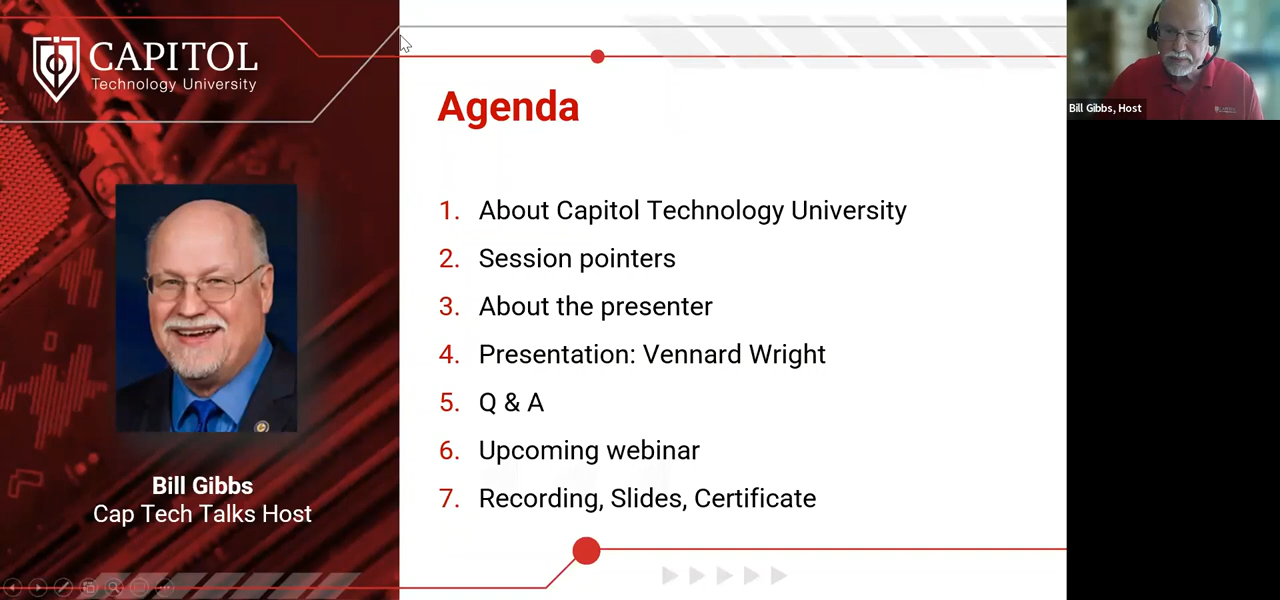 CAPITOL
Technology University
Bill Gibbs
Cap Tech Talks Host
Agenda
1. About Capitol Technology University
2. Session pointers
3. About the presenter
4. Presentation: Vennard Wright
5. Q & A
6. Upcoming webinar
7. Recording, Slides, Certificate
Bill Gibbs, Host